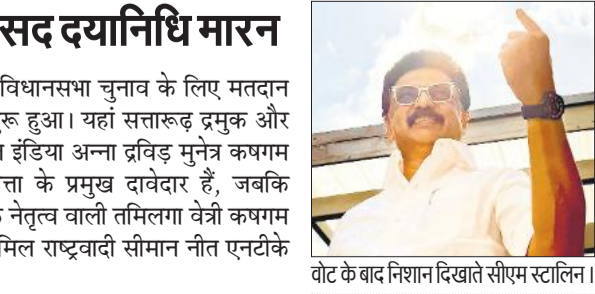 सद दयानिधि मारन
विधानसभा चुनाव के लिए मतदान
हुआ। यहां सत्तारूढ़ द्रमुक और
इंडिया अन्ना द्रविड़ मुनेत्र कषगम
के प्रमुख दावेदार हैं, जबकि
नेतृत्व वाली तमिलगा वेत्री कषगम
राष्ट्रवादी सीमान नीत एनटीके
वोट के बाद निशान दिखाते सीएम स्टालिन।